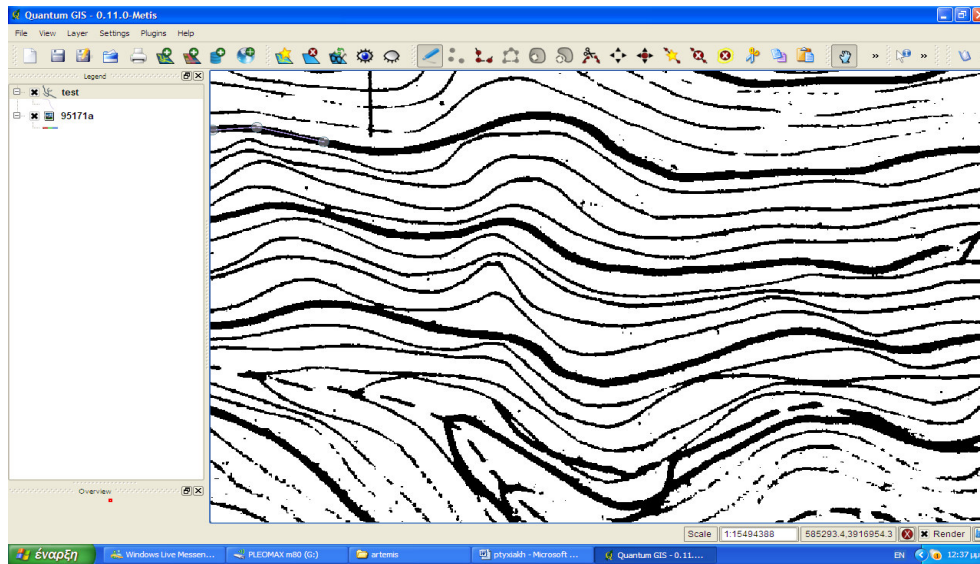 Quantum GIS - 0.11.0-Metis
File View Layer Settings Plugins Help
Legend
test
95171a
Overview
Scale 1:15494388 585293.4,3916954.3 Render
έναρξη Windows Live Messen... PLEOMAX m80 (G:) artemis ptyxiakh - Microsoft ... Quantum GIS - 0.11.... EN 12:37 μμ